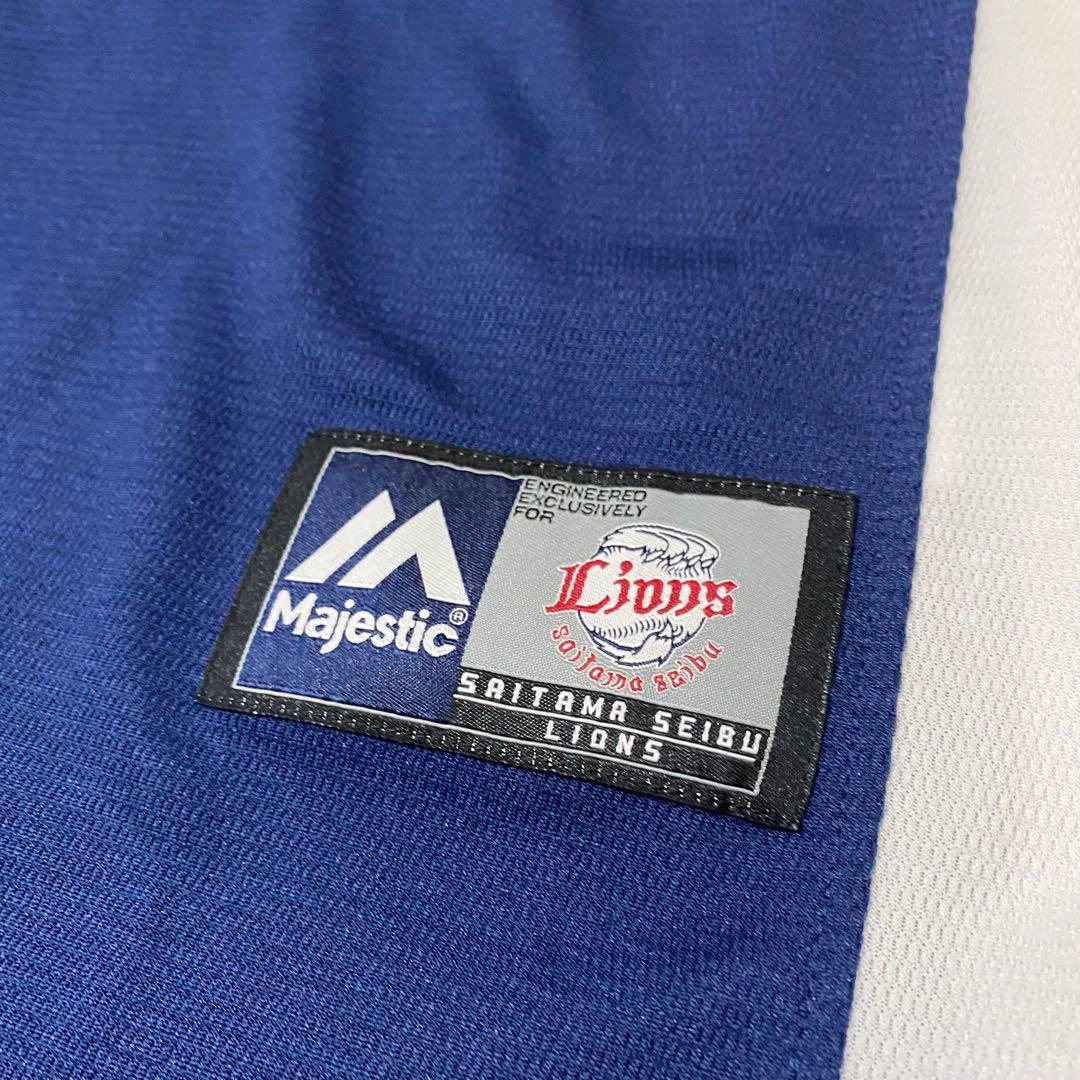 Majestic®
ENGINEERED
EXCLUSIVELY
FOR
Lions
saitama seibu
SAITAMA SEIBU
LIONS